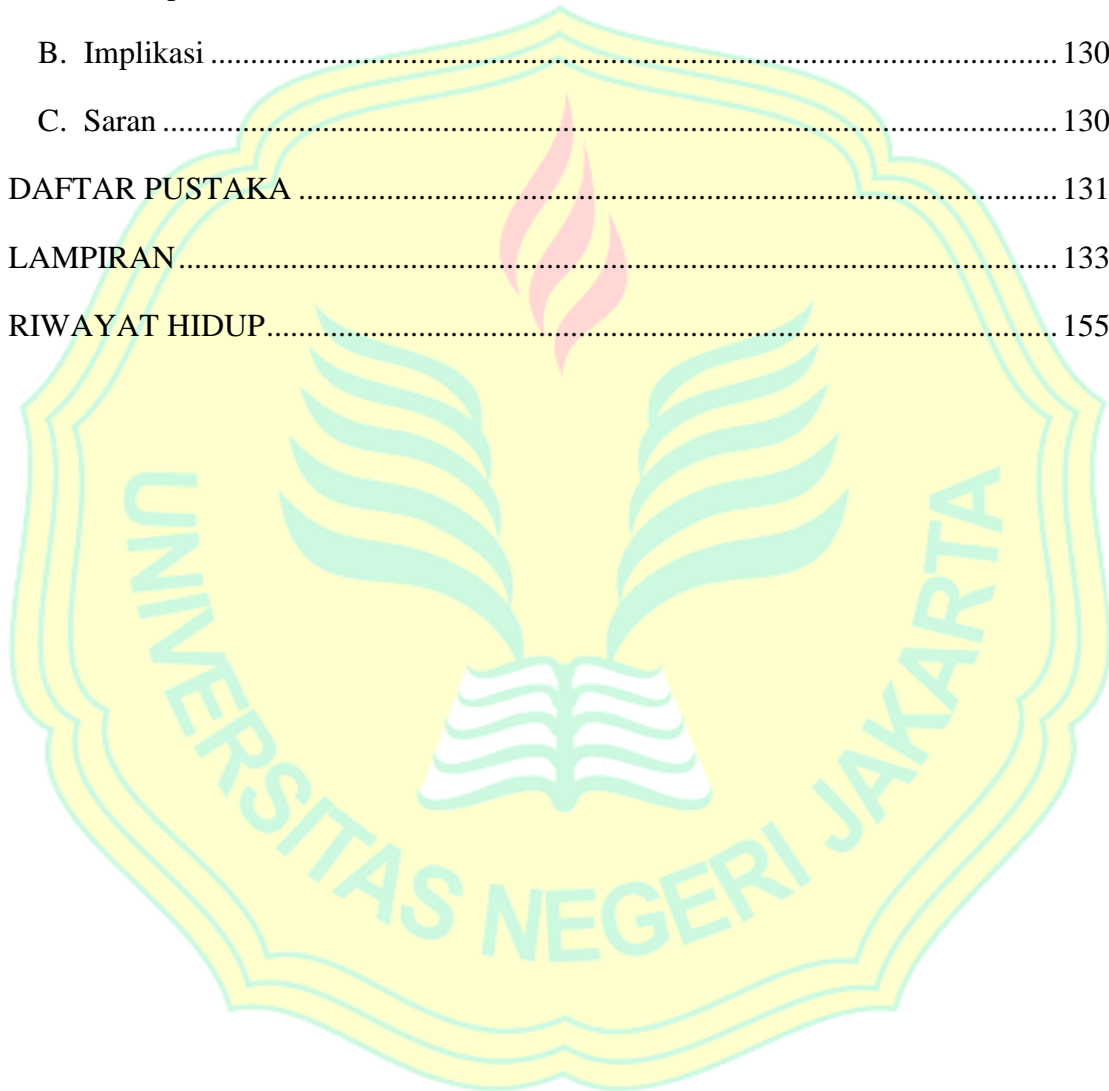 B. Implikasi ........................................................................................................... 130
C. Saran ................................................................................................................. 130
DAFTAR PUSTAKA ................................................................................................ 131
LAMPIRAN ............................................................................................................... 133
RIWAYAT HIDUP .................................................................................................... 155
UNIVERSITAS NEGERI JAKARTA